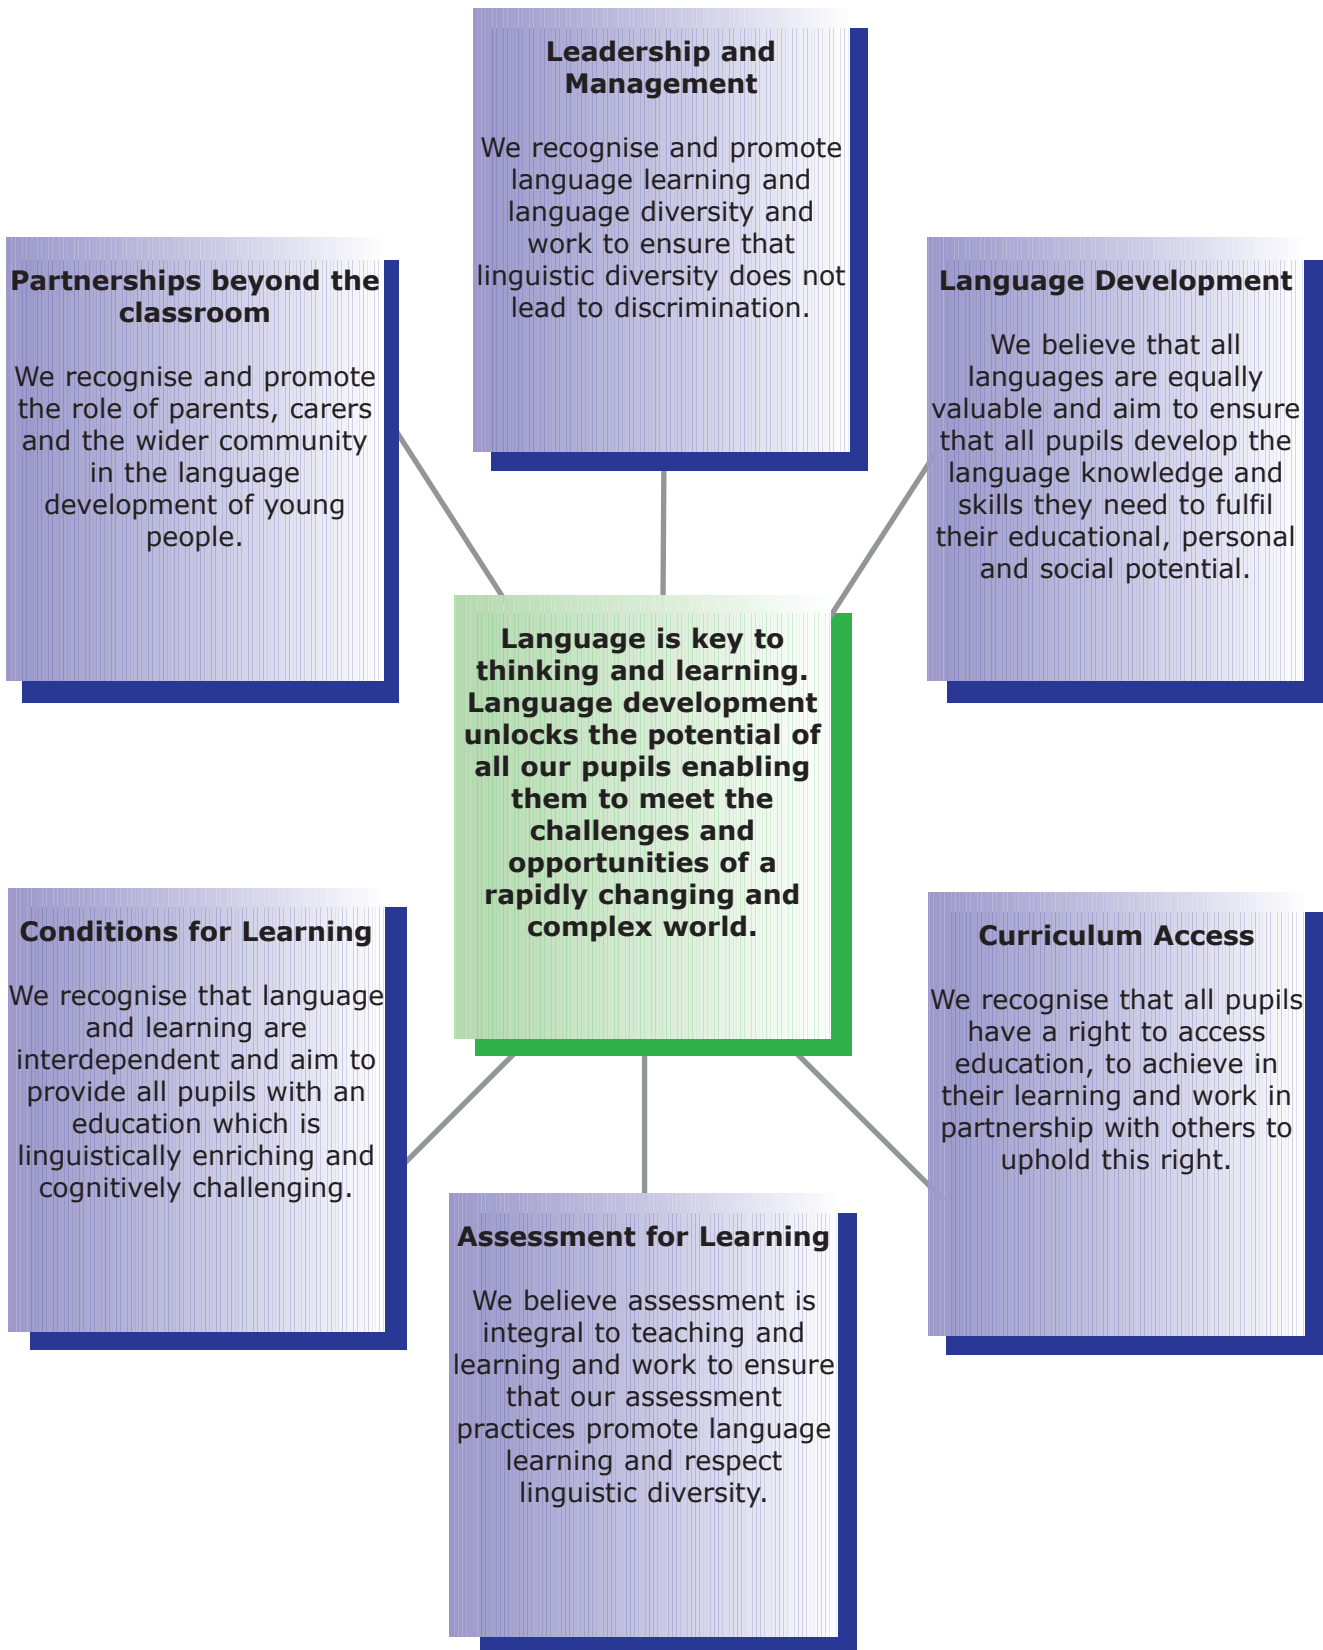 Leadership and
Management
We recognise and promote
language learning and
language diversity and
work to ensure that
linguistic diversity does not
lead to discrimination.
Partnerships beyond the
classroom
We recognise and promote
the role of parents, carers
and the wider community
in the language
development of young
people.
Language Development
We believe that all
languages are equally
valuable and aim to ensure
that all pupils develop the
language knowledge and
skills they need to fulfil
their educational, personal
and social potential.
Language is key to
thinking and learning.
Language development
unlocks the potential of
all our pupils enabling
them to meet the
challenges and
opportunities of a
rapidly changing and
complex world.
Conditions for Learning
We recognise that language
and learning are
interdependent and aim to
provide all pupils with an
education which is
linguistically enriching and
cognitively challenging.
Curriculum Access
We recognise that all pupils
have a right to access
education, to achieve in
their learning and work in
partnership with others to
uphold this right.
Assessment for Learning
We believe assessment is
integral to teaching and
learning and work to ensure
that our assessment
practices promote language
learning and respect
linguistic diversity.